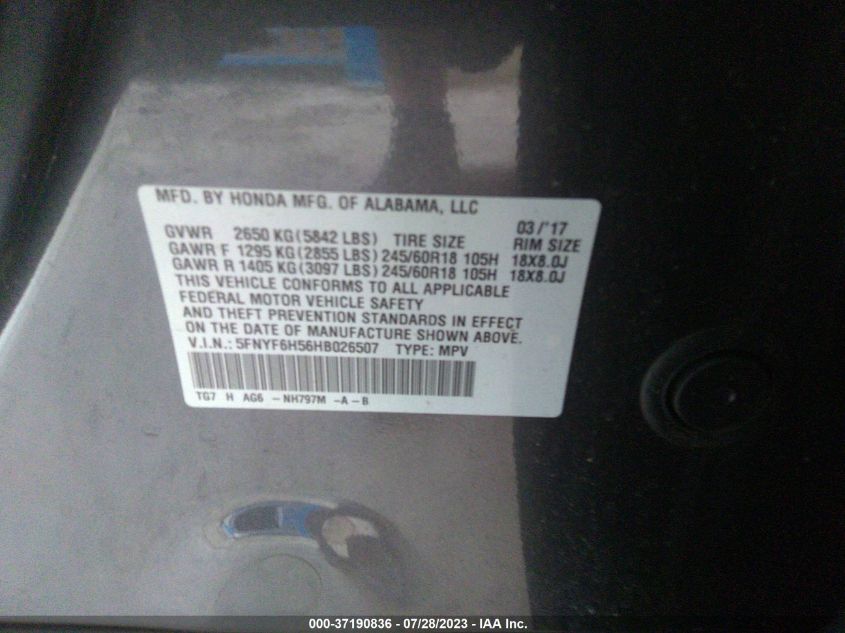 MFD. BY HONDA MFG. OF ALABAMA, LLC
03/'17
GVWR 2650 KG(5842 LBS) TIRE SIZE RIM SIZE
GAWR F 1295 KG(2855 LBS)245/60R18 105H 18X8.0J
GAWR R 1405 KG(3097 LBS)245/60R18 105H 18X8.0J
THIS VEHICLE CONFORMS TO ALL APPLICABLE
FEDERAL MOTOR VEHICLE SAFETY
AND THEFT PREVENTION STANDARDS IN EFFECT
ON THE DATE OF MANUFACTURE SHOWN ABOVE.
V.I.N.: 5FNYF6H56HB026507 TYPE: MPV
TG7 H AG6 -NH797M -A-B
000-37190836 - 07/28/2023 - IAA Inc.